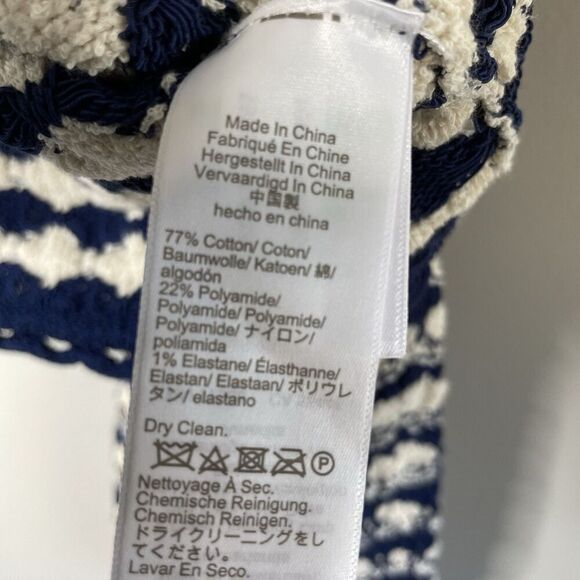 Made In China
Fabriqué En Chine
Hergestellt In China
Vervaardigd In China
中国製
hecho en china
77% Cotton/ Coton/
Baumwolle/ Katoen/ 綿/
algodón
22% Polyamide/
Polyamide/ Polyamide/
Polyamide/ ナイロン/
poliamida
1% Elastane/ Élasthanne/
Elastan/ Elastaan/ ポリウレ
タン/ elastano
Dry Clean.
P
Nettoyage À Sec.
Chemische Reinigung.
Chemisch Reinigen.
ドライクリーニングをし
てください。
Lavar En Seco.